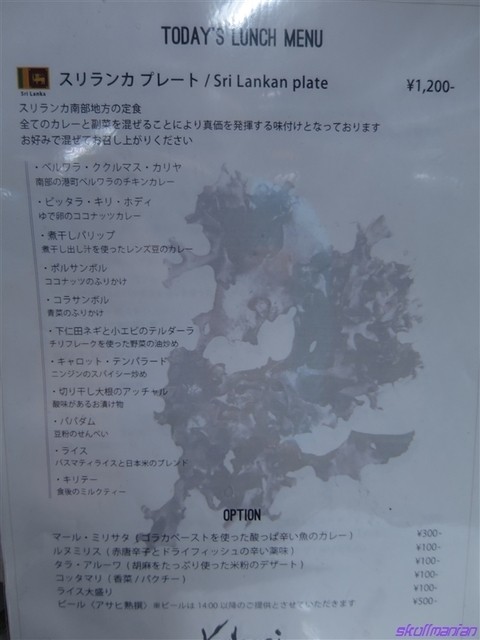 TODAY'S LUNCH MENU
Sri Lanka
スリランカ プレート / Sri Lankan plate ¥1,200-
スリランカ南部地方の定食
全てのカレーと副菜を混ぜることにより真価を発揮する味付けとなっております
お好みで混ぜてお召し上がりください
・ベルワラ・ククルマス・カリヤ
南部の港町ベルワラのチキンカレー
・ビッタラ・キリ・ホディ
ゆで卵のココナッツカレー
・煮干しパリップ
煮干し出し汁を使ったレンズ豆のカレー
・ポルサンボル
ココナッツのふりかけ
・コラサンボル
青菜のふりかけ
・下仁田ネギと小エビのテルダーラ
チリフレークを使った野菜の油炒め
・キャロット・テンパラード
ニンジンのスパイシー炒め
・切り干し大根のアッチャル
酸味があるお漬け物
・パパダム
豆粉のせんべい
・ライス
バスマティライスと日本米のブレンド
・キリテー
食後のミルクティー
OPTION
マール・ミリサタ（ゴラカペーストを使った酸っぱ辛い魚のカレー） ¥300-
ルヌミリス（赤唐辛子とドライフィッシュの辛い薬味） ¥100-
タラ・アルーワ（胡麻をたっぷり使った米粉のデザート） ¥100-
コッタマリ（香菜 / パクチー） ¥100-
ライス大盛り ¥100-
ビール〈アサヒ熟撰〉※ビールは 14:00 以降のご提供とさせていただきます ¥500-
skullmanian